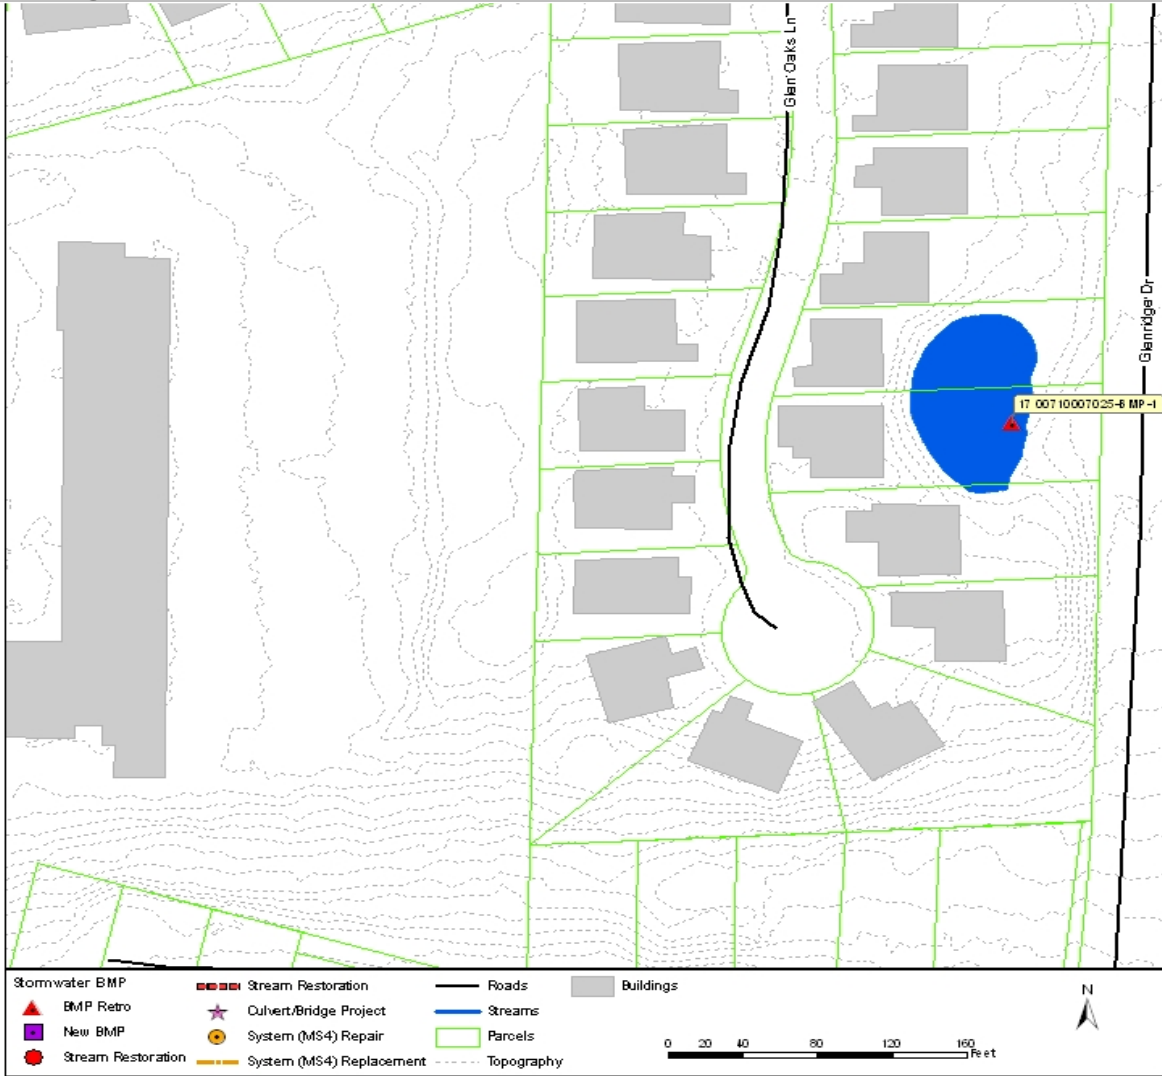 Glen Oaks Ln
Glenridge Dr
17 00710007025-BMP-1
Stormwater BMP
BMP Retro
New BMP
Stream Restoration
Stream Restoration
Culvert/Bridge Project
System (MS4) Repair
System (MS4) Replacement
Roads
Streams
Parcels
Topography
Buildings
N
0 20 40 80 120 160
Feet